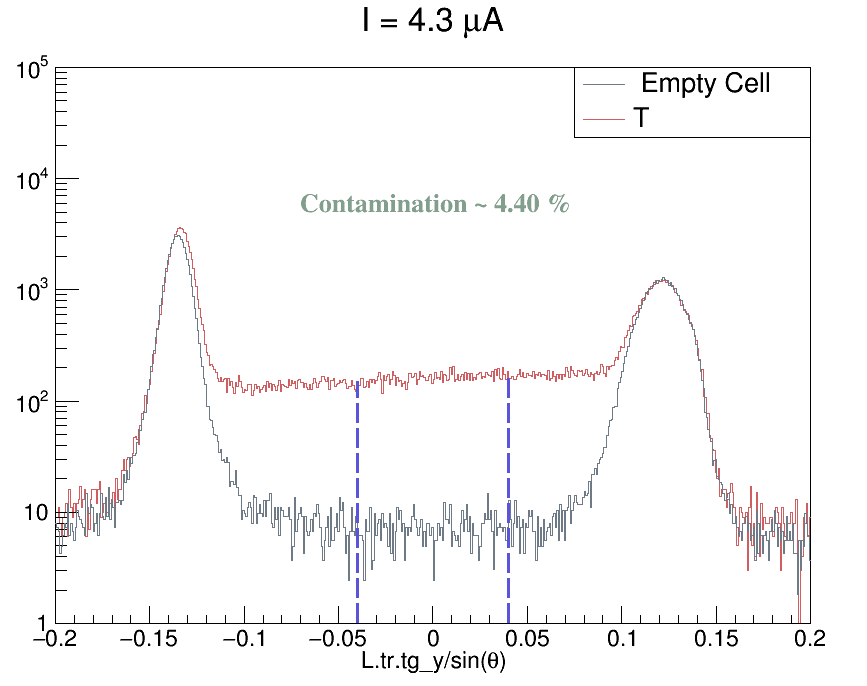 I = 4.3 μA
10^5
Empty Cell
T
10^4
Contamination ~ 4.40 %
10^3
10^2
10
1
−0.2 −0.15 −0.1 −0.05 0 0.05 0.1 0.15 0.2
L.tr.tg_y/sin(θ)